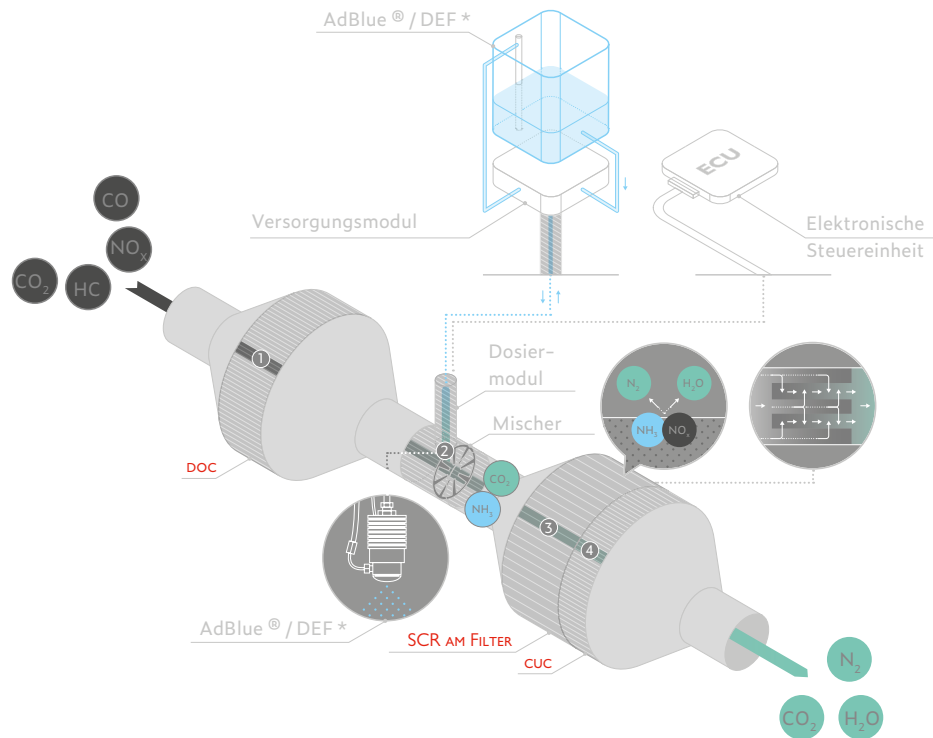 AdBlue ® / DEF *
ECU
CO
NOx
CO2
HC
Versorgungsmodul
Elektronische
Steuereinheit
↓
↓ ↑
1
Dosier-
modul
N2
H2O
NH3
NOx
Mischer
2
DOC
CO2
NH3
3
4
AdBlue ® / DEF *
SCR AM FILTER
CUC
N2
CO2
H2O